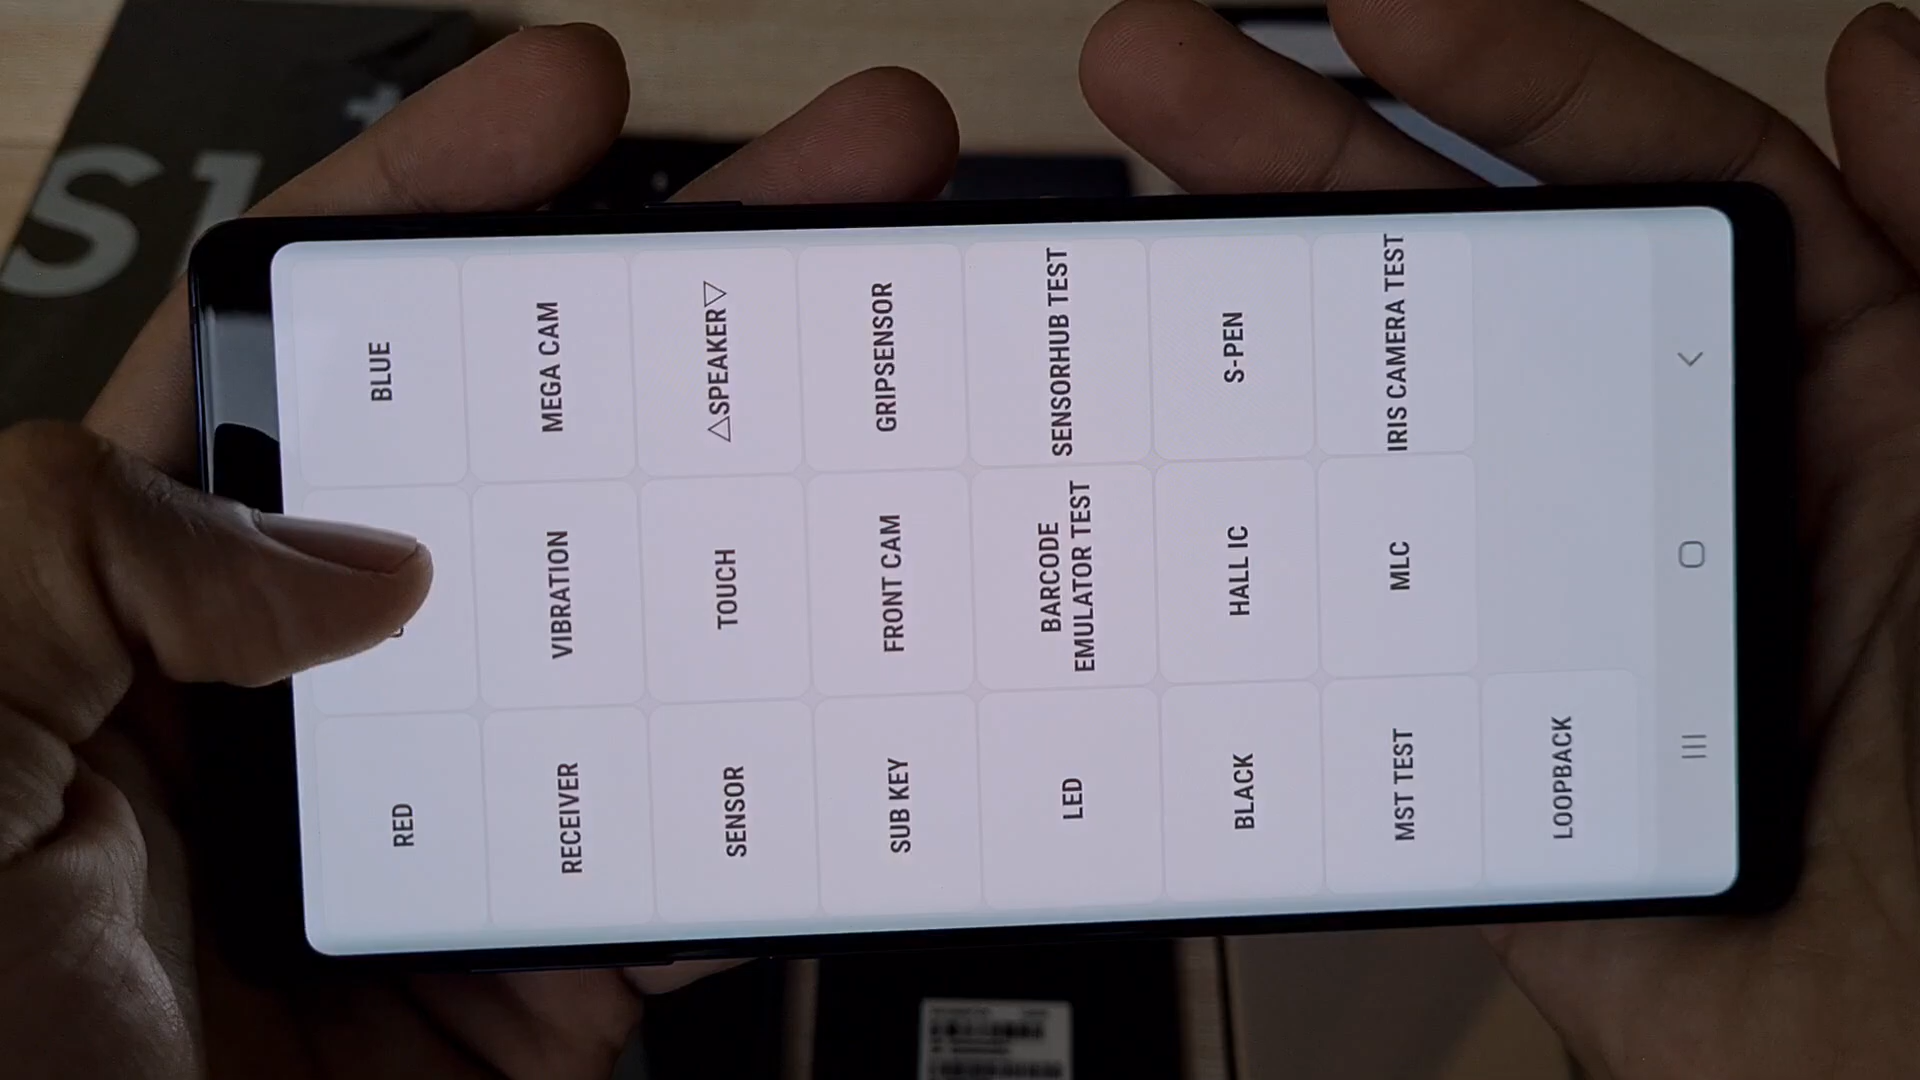 S1
RED
BLUE
RECEIVER
VIBRATION
MEGA CAM
SENSOR
TOUCH
△SPEAKER▽
SUB KEY
FRONT CAM
GRIPSENSOR
LED
BARCODE
EMULATOR TEST
SENSORHUB TEST
BLACK
HALL IC
S-PEN
MST TEST
MLC
IRIS CAMERA TEST
LOOPBACK